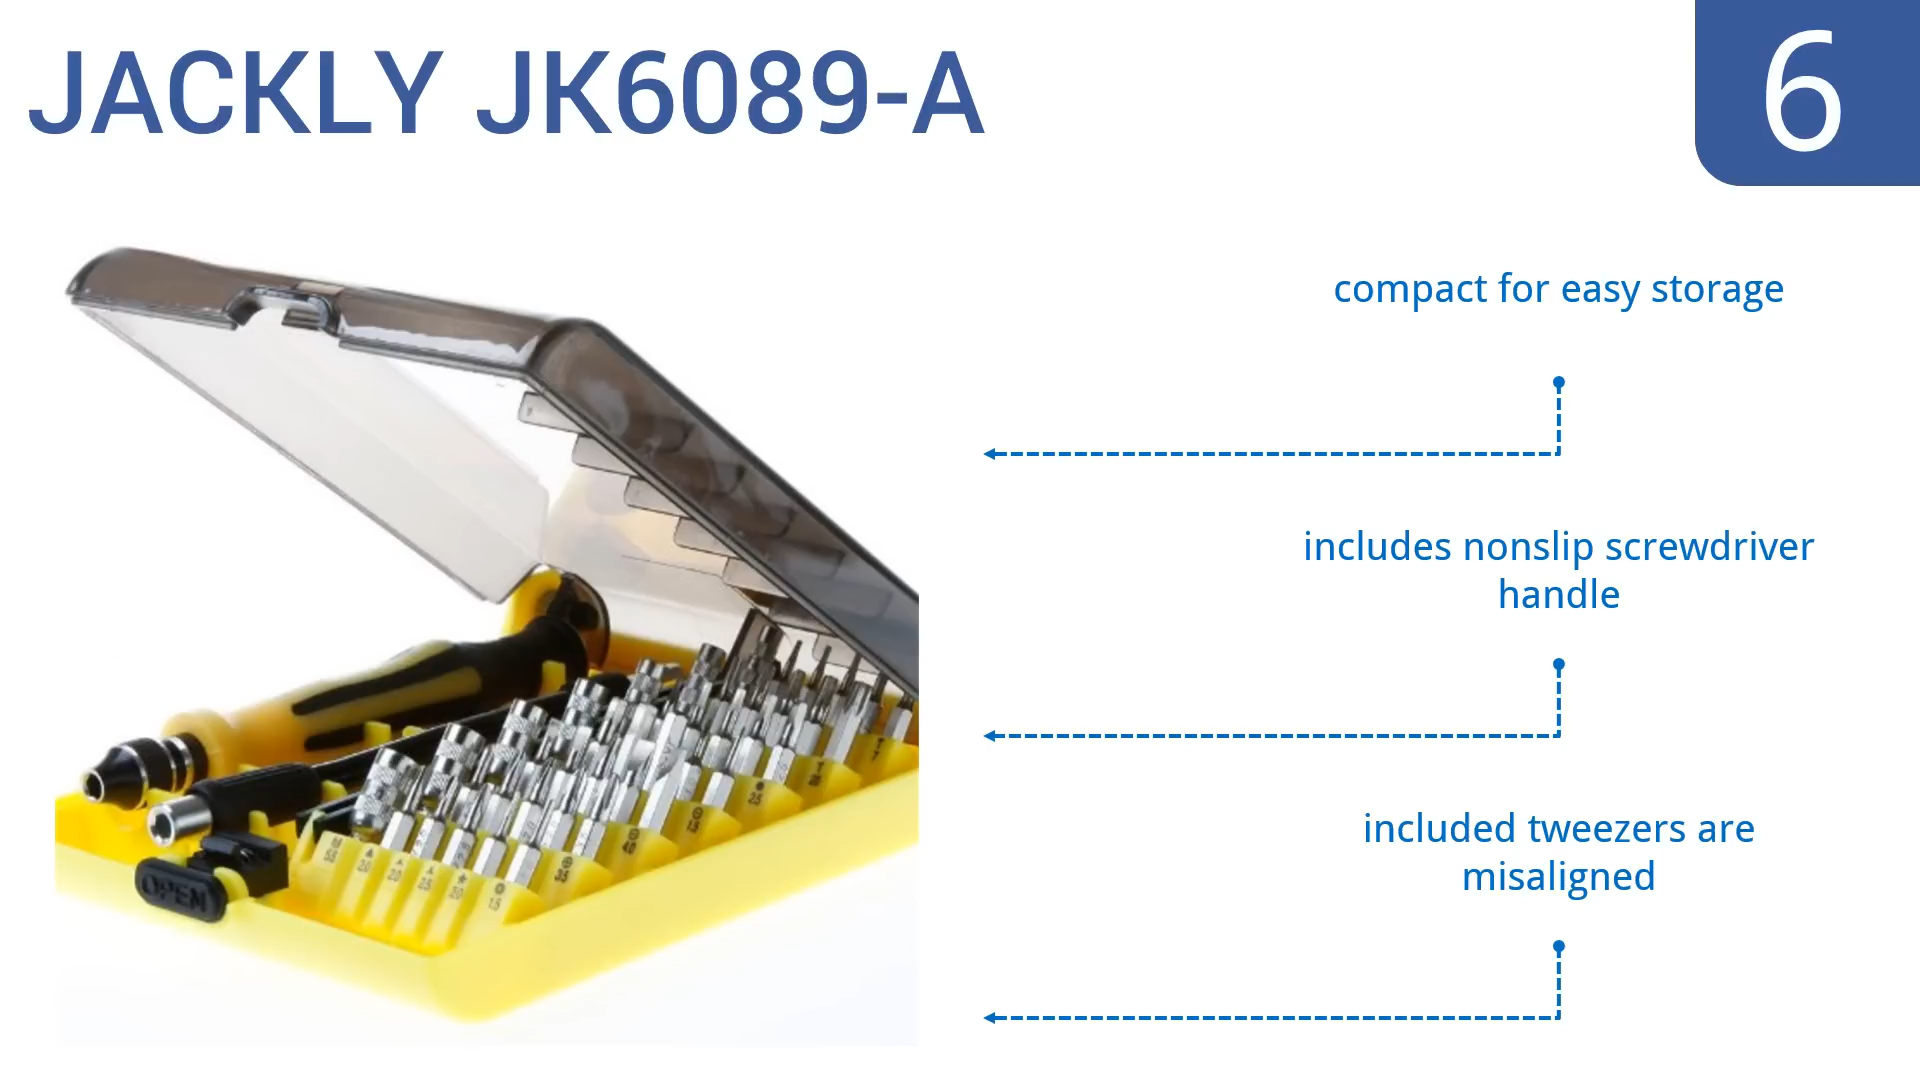 JACKLY JK6089-A
6
compact for easy storage
includes nonslip screwdriver
handle
included tweezers are
misaligned
OPEN